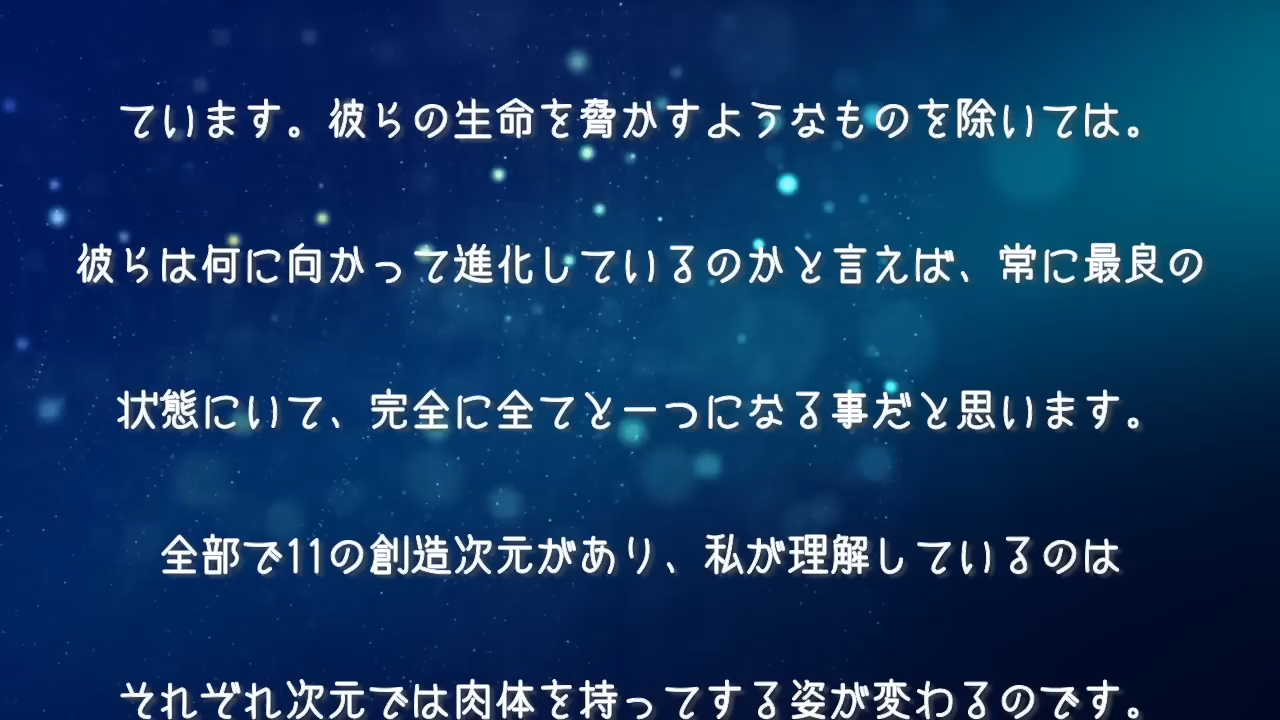 ています。彼らの生命を脅かすようなものを除いては。
彼らは何に向かって進化しているのかと言えば、常に最良の
状態にいて、完全に全てと一つになる事だと思います。
全部で11の創造次元があり、私が理解しているのは
それぞれ次元では肉体を持ってする姿が変わるのです。